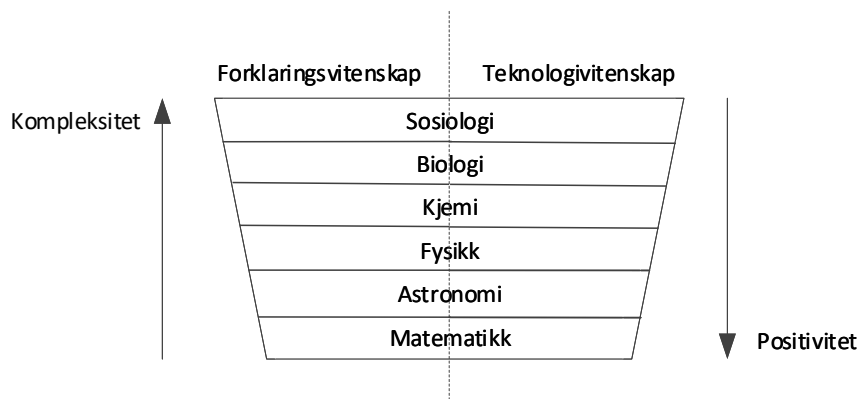 Forklaringsvitenskap Teknologivitenskap
Kompleksitet
Sosiologi
Biologi
Kjemi
Fysikk
Astronomi
Matematikk
Positivitet